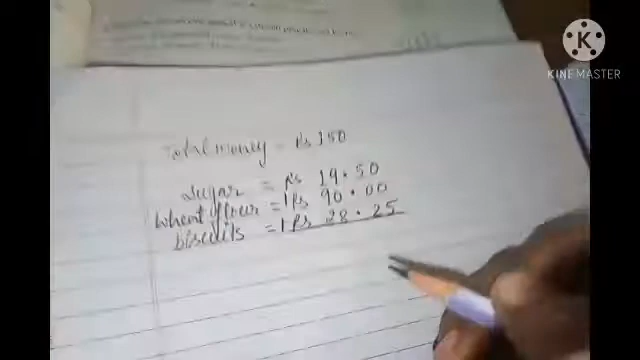 KINEMASTER
Total money = Rs 150
Sugar = Rs 19.50
Wheat flour = Rs 90.00
biscuits = Rs 28.25